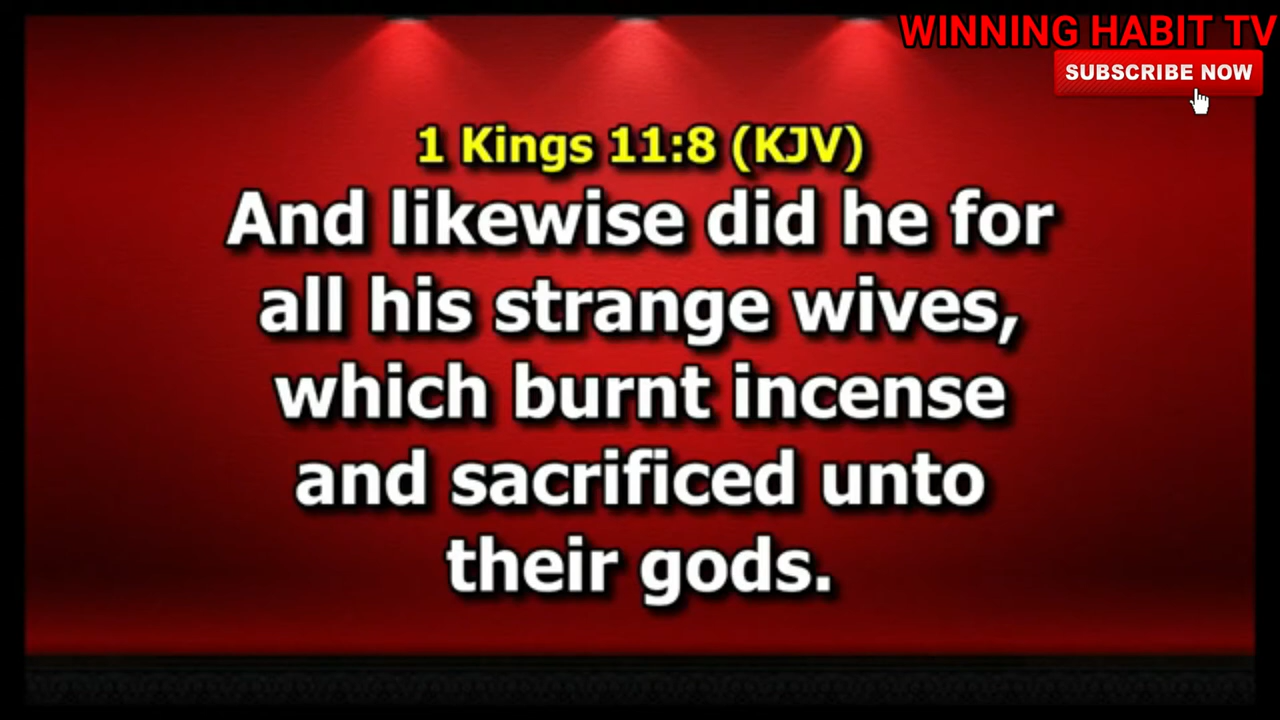 WINNING HABIT TV
SUBSCRIBE NOW
1 Kings 11:8 (KJV)
And likewise did he for
all his strange wives,
which burnt incense
and sacrificed unto
their gods.